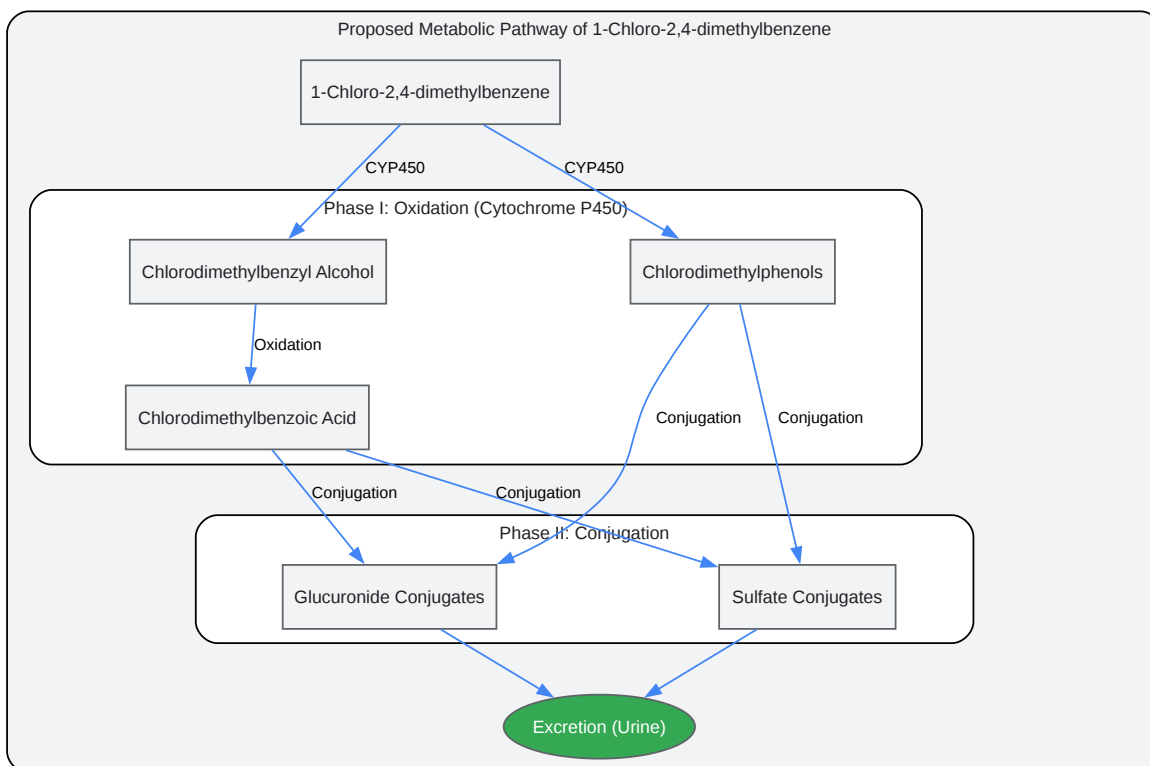 Proposed Metabolic Pathway of 1-Chloro-2,4-dimethylbenzene
1-Chloro-2,4-dimethylbenzene
CYP450
CYP450
Phase I: Oxidation (Cytochrome P450)
Chlorodimethylbenzyl Alcohol
Chlorodimethylphenols
Oxidation
Chlorodimethylbenzoic Acid
Conjugation
Conjugation
Conjugation
Conjugation
Phase II: Conjugation
Glucuronide Conjugates
Sulfate Conjugates
Excretion (Urine)